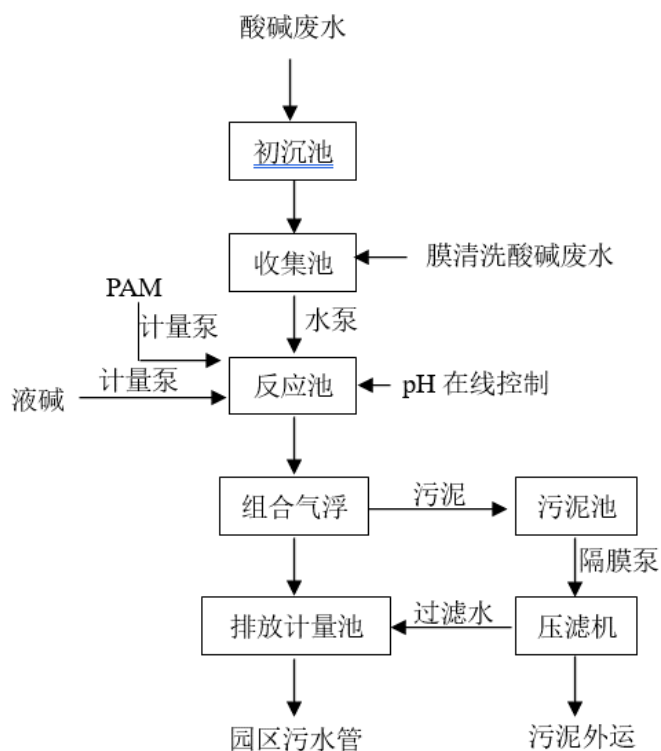 酸碱废水
初沉池
收集池
膜清洗酸碱废水
PAM
计量泵
水泵
计量泵
液碱
反应池
pH 在线控制
组合气浮
污泥
污泥池
隔膜泵
排放计量池
过滤水
压滤机
园区污水管
污泥外运